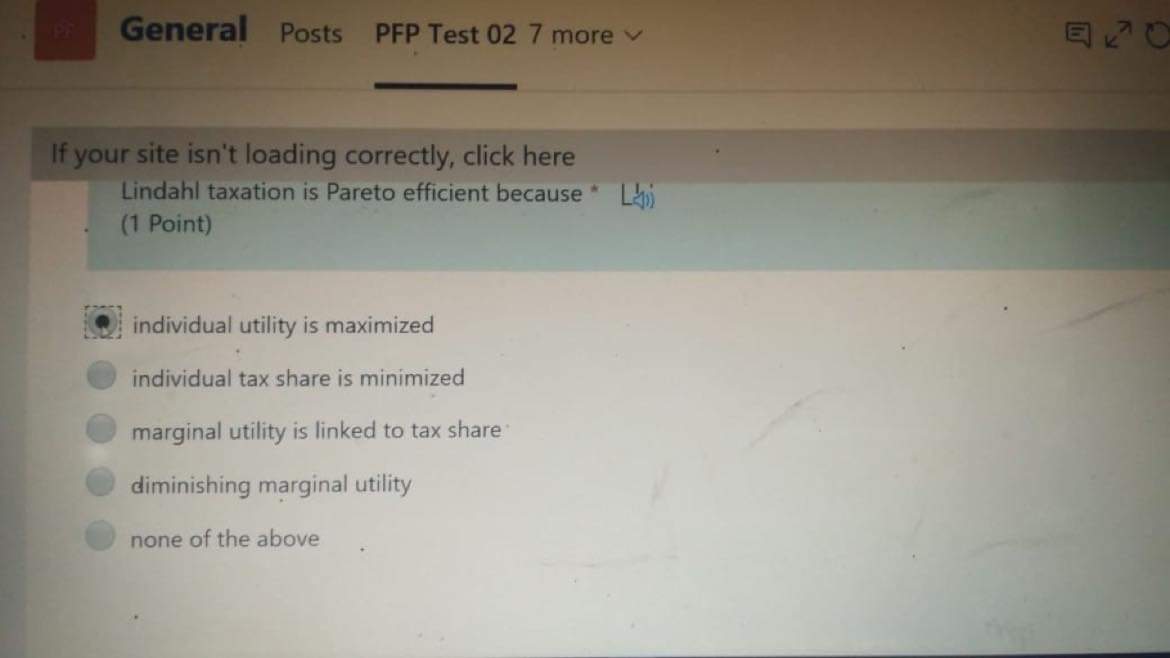 PF
General Posts PFP Test 02 7 more
If your site isn't loading correctly, click here
Lindahl taxation is Pareto efficient because *
(1 Point)
individual utility is maximized
individual tax share is minimized
marginal utility is linked to tax share
diminishing marginal utility
none of the above